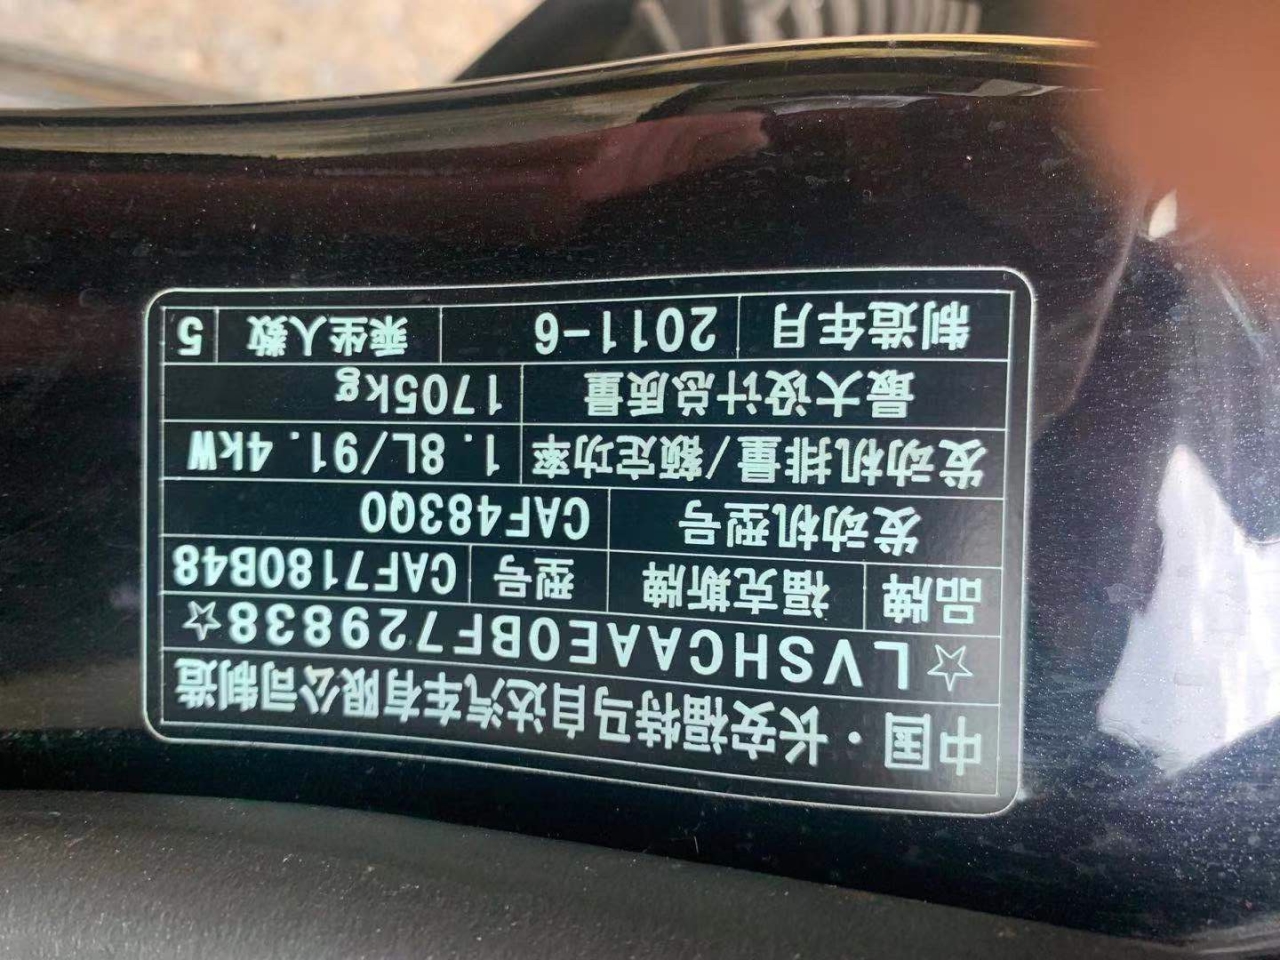 中国·长安福特马自达汽车有限公司制造
☆LVSHCAAE0BF729838☆
品牌 福克斯牌 型号 CAF7180B48
发动机型号 CAF483Q0
发动机排量/额定功率 1.8L/91.4kW
最大设计总质量 1705kg
制造年月 2011-6 乘坐人数 5